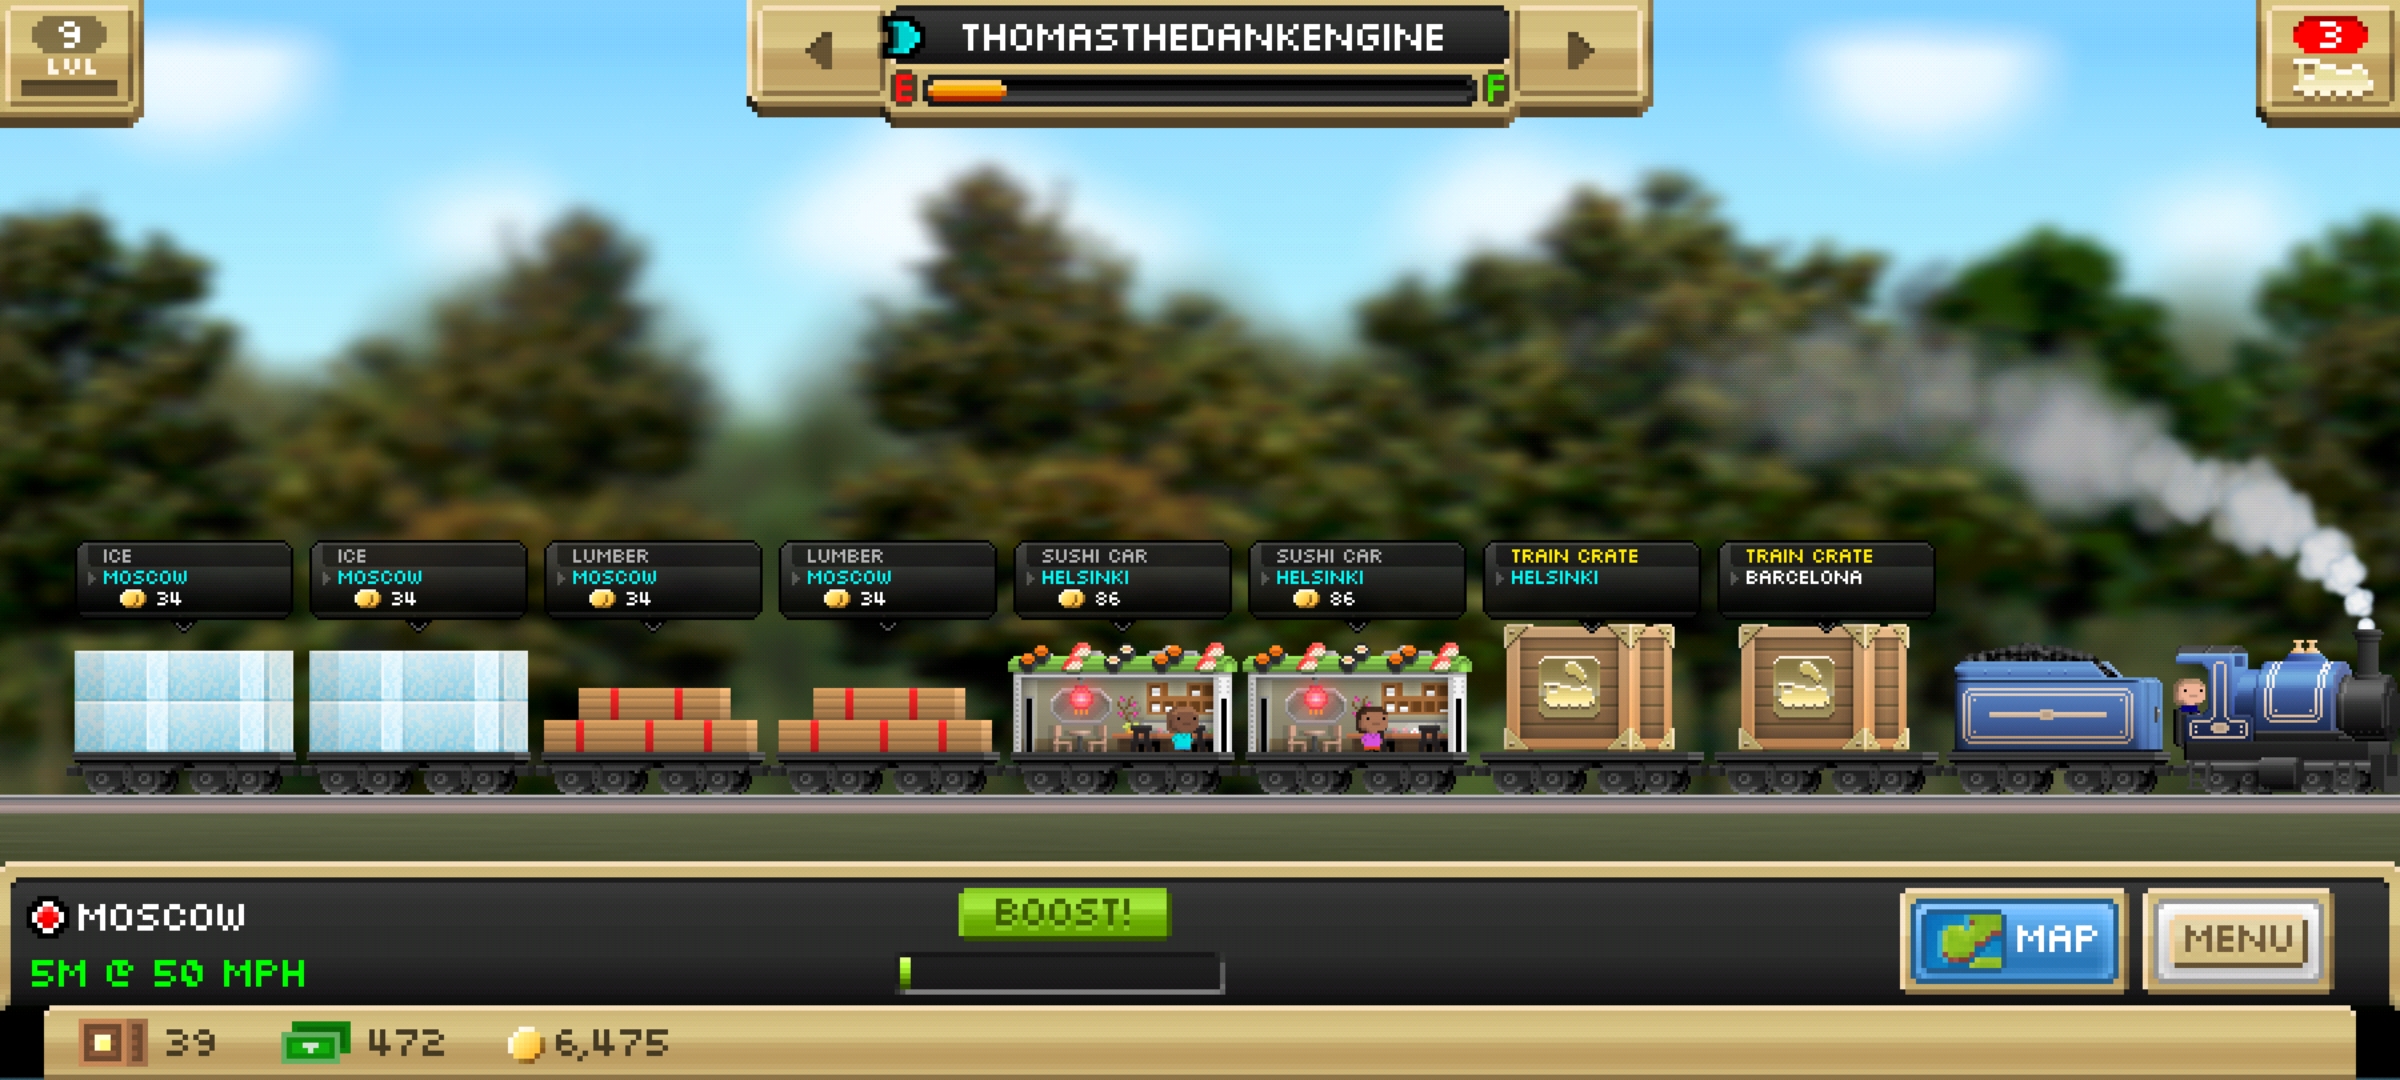 9
LVL
THOMASTHEDANKENGINE
E F
3
ICE
MOSCOW
34
ICE
MOSCOW
34
LUMBER
MOSCOW
34
LUMBER
MOSCOW
34
SUSHI CAR
HELSINKI
86
SUSHI CAR
HELSINKI
86
TRAIN CRATE
HELSINKI
TRAIN CRATE
BARCELONA
MOSCOW
5M @ 50 MPH
BOOST!
MAP
MENU
39
472
6,475